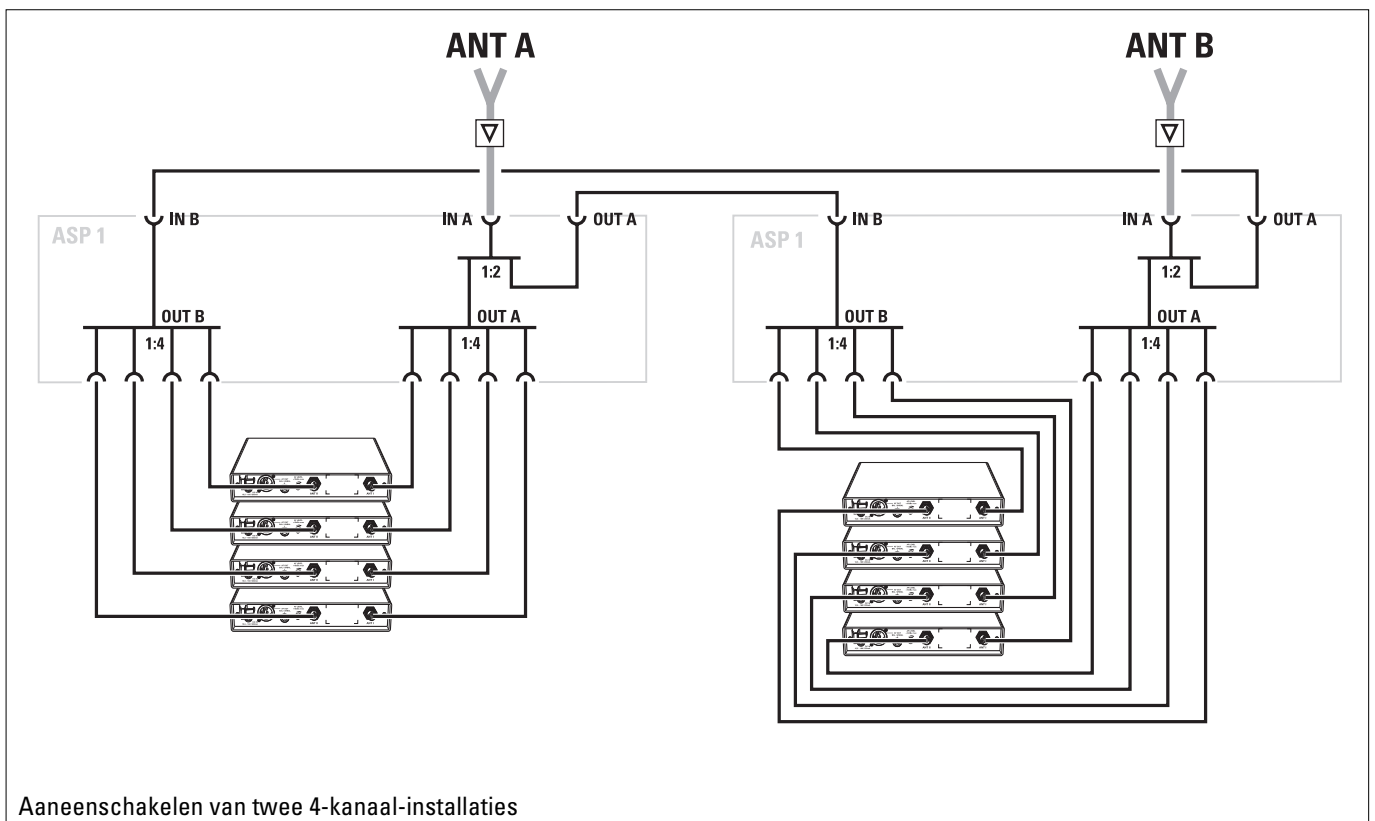 ANT A
ANT B
IN B
IN A
OUT A
IN B
IN A
OUT A
ASP 1
ASP 1
1:2
1:2
OUT B
OUT A
OUT B
OUT A
1:4
1:4
1:4
1:4
Aaneenschakelen van twee 4-kanaal-installaties